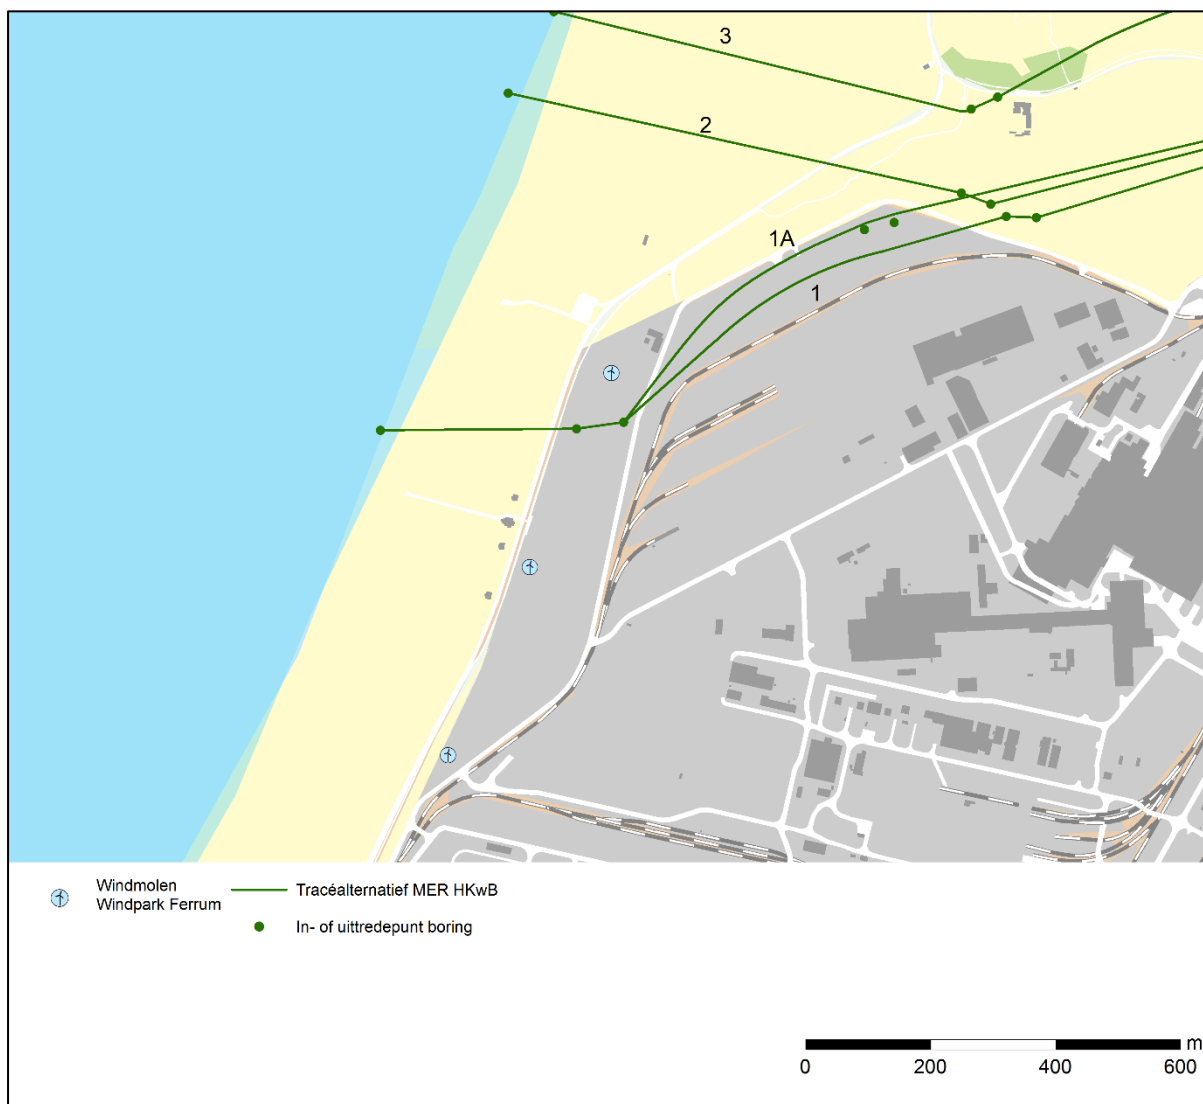 3
2
1A
1
Windmolen
Windpark Ferrum
Tracéalternatief MER HKwB
In- of uittredepunt boring
m
0 200 400 600